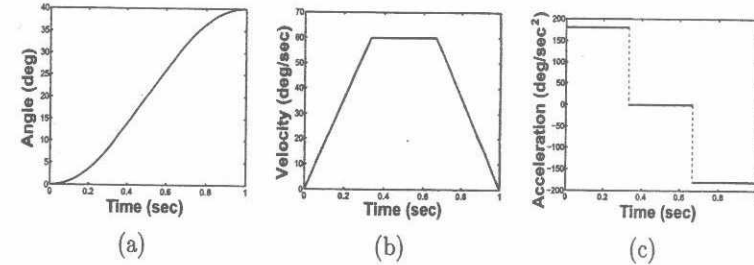 40
35
30
25
20
15
10
5
0
0 0.2 0.4 0.6 0.8 1
Angle (deg)
Time (sec)
(a)
70
60
50
40
30
20
10
0
0 0.2 0.4 0.6 0.8 1
Velocity (deg/sec)
Time (sec)
(b)
200
150
100
50
0
-50
-100
-150
-200
0 0.2 0.4 0.6 0.8 1
Acceleration (deg/sec²)
Time (sec)
(c)